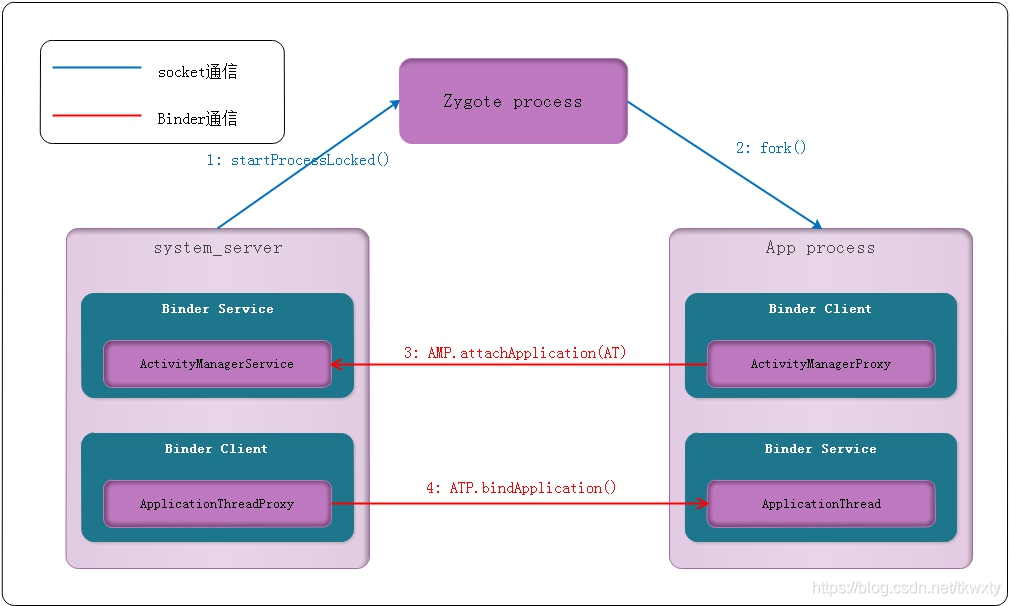 socket通信
Binder通信
Zygote process
1: startProcessLocked()
2: fork()
system_server
App process
Binder Service
ActivityManagerService
Binder Client
ActivityManagerProxy
3: AMP.attachApplication(AT)
Binder Client
ApplicationThreadProxy
Binder Service
ApplicationThread
4: ATP.bindApplication()
https://blog.csdn.net/tkwxty